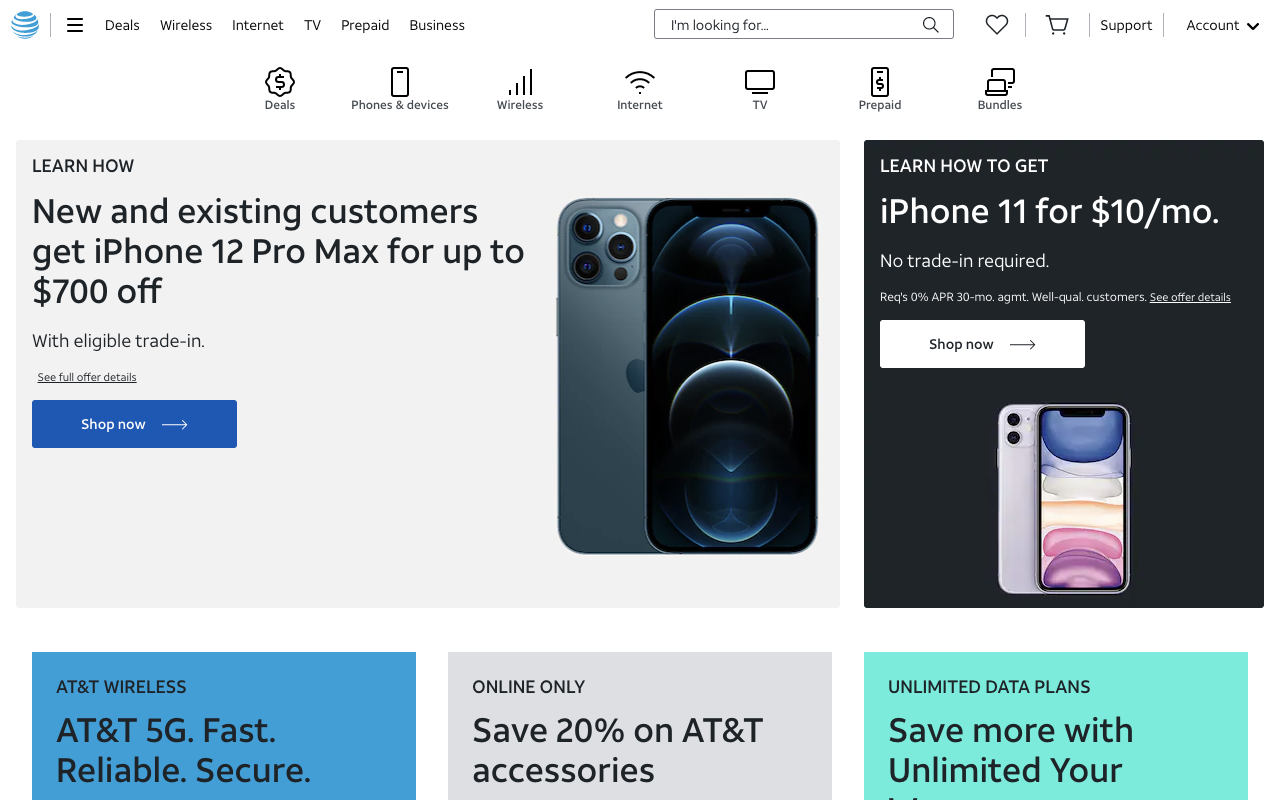 Deals Wireless Internet TV Prepaid Business I'm looking for... Support Account
Deals Phones & devices Wireless Internet TV Prepaid Bundles
LEARN HOW
New and existing customers
get iPhone 12 Pro Max for up to
$700 off
With eligible trade-in.
See full offer details
Shop now
LEARN HOW TO GET
iPhone 11 for $10/mo.
No trade-in required.
Req's 0% APR 30-mo. agmt. Well-qual. customers. See offer details
Shop now
AT&T WIRELESS
AT&T 5G. Fast.
Reliable. Secure.
ONLINE ONLY
Save 20% on AT&T
accessories
UNLIMITED DATA PLANS
Save more with
Unlimited Your